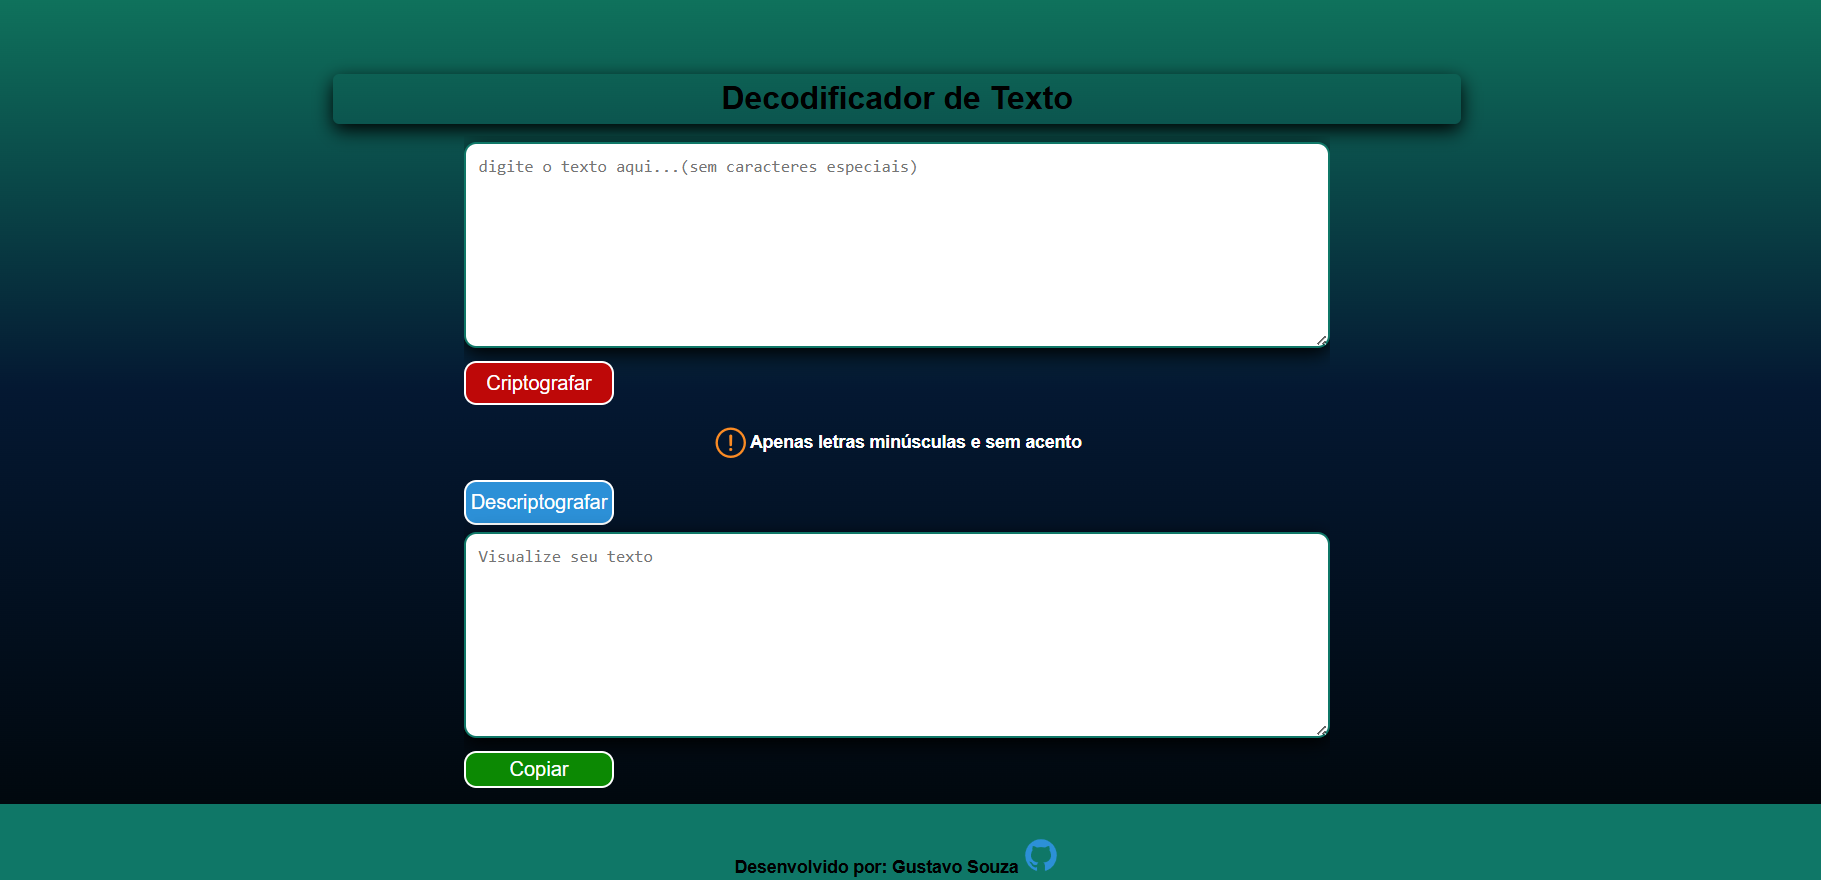 Decodificador de Texto
digite o texto aqui...(sem caracteres especiais)
Criptografar
Apenas letras minúsculas e sem acento
Descriptografar
Visualize seu texto
Copiar
Desenvolvido por: Gustavo Souza